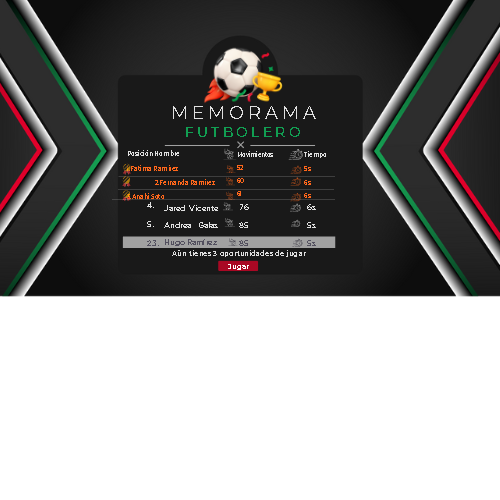 MEMORAMA
FUTBOLERO
Posición Nombre Movimientos Tiempo
Fatima Ramirez 52 5s
2 Fernanda Ramirez 60 6s
Anahi Soto 6s
4. Jared Vicente 76 6s
5. Andrea Galas 85 5s
23. Hugo Ramírez 85 5s
Aún tienes 3 oportunidades de jugar
Jugar